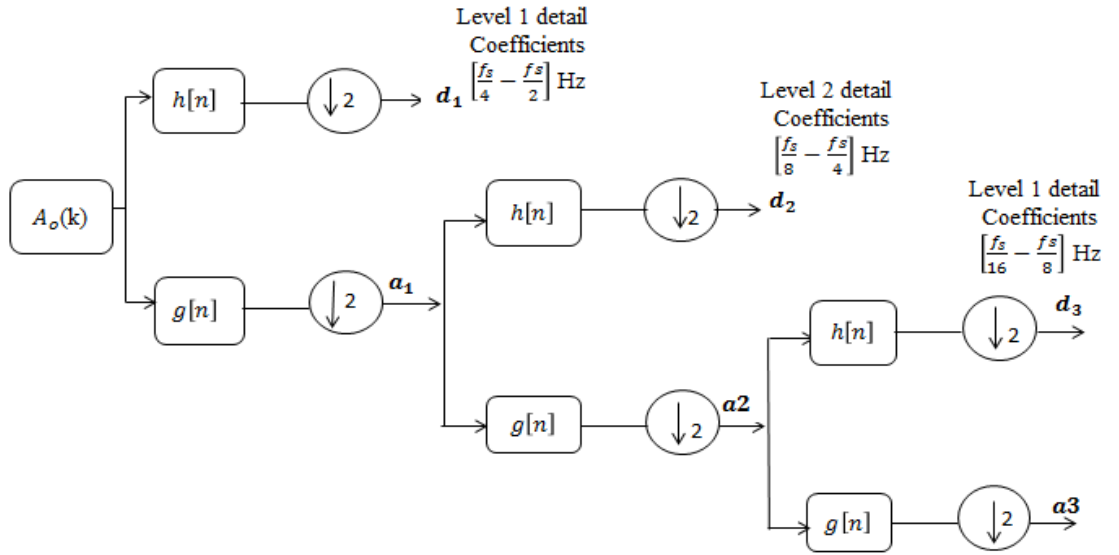 Level 1 detail
Coefficients
[fs/4 − fs/2] Hz
h[n]
↓2
d₁
Level 2 detail
Coefficients
[fs/8 − fs/4] Hz
Aₒ(k)
h[n]
↓2
d₂
Level 1 detail
Coefficients
[fs/16 − fs/8] Hz
g[n]
↓2
a₁
h[n]
↓2
d₃
g[n]
↓2
a2
g[n]
↓2
a3